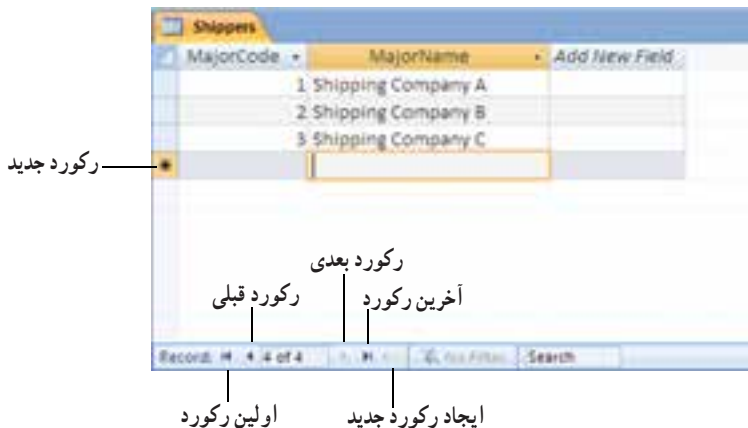 Shippers
MajorCode MajorName Add New Field
1 Shipping Company A
2 Shipping Company B
3 Shipping Company C
رکورد جدید
رکورد بعدی
رکورد قبلی
آخرین رکورد
Record: 4 of 4 No Filter Search
اولین رکورد
ایجاد رکورد جدید